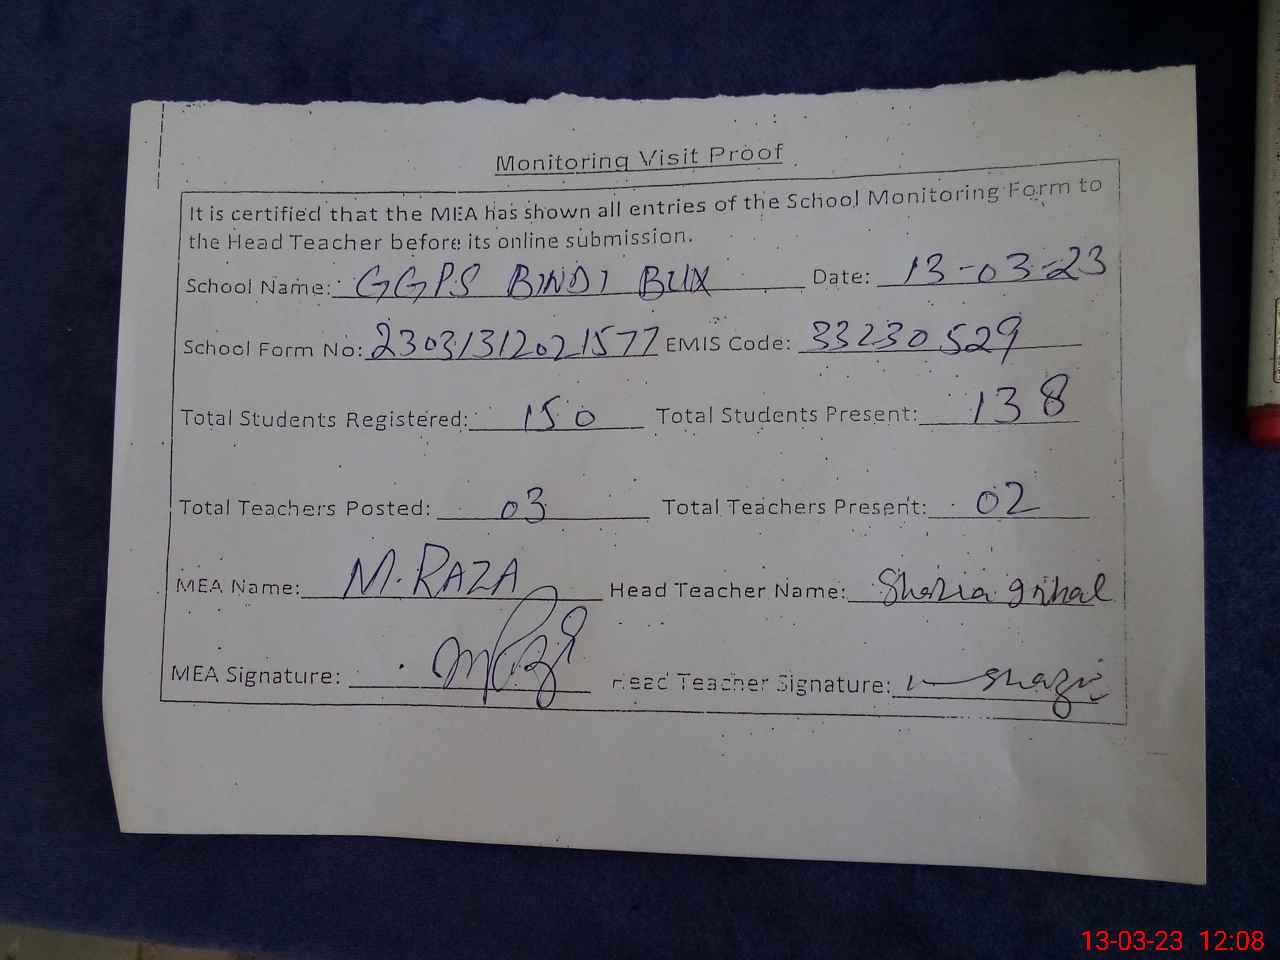 Monitoring Visit Proof
It is certified that the MEA has shown all entries of the School Monitoring Form to
the Head Teacher before its online submission.
School Name: GGPS BINDI BUX Date: 13-03-23
School Form No: 23031312021577 EMIS Code: 33230529
Total Students Registered: 150 Total Students Present: 138
Total Teachers Posted: 03 Total Teachers Present: 02
MEA Name: M. RAZA Head Teacher Name: Shazia
MEA Signature: Head Teacher Signature:
13-03-23 12:08